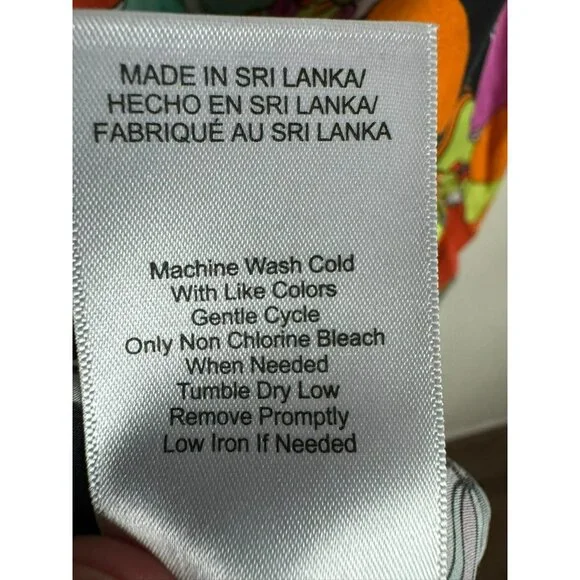 MADE IN SRI LANKA/
HECHO EN SRI LANKA/
FABRIQUÉ AU SRI LANKA
Machine Wash Cold
With Like Colors
Gentle Cycle
Only Non Chlorine Bleach
When Needed
Tumble Dry Low
Remove Promptly
Low Iron If Needed